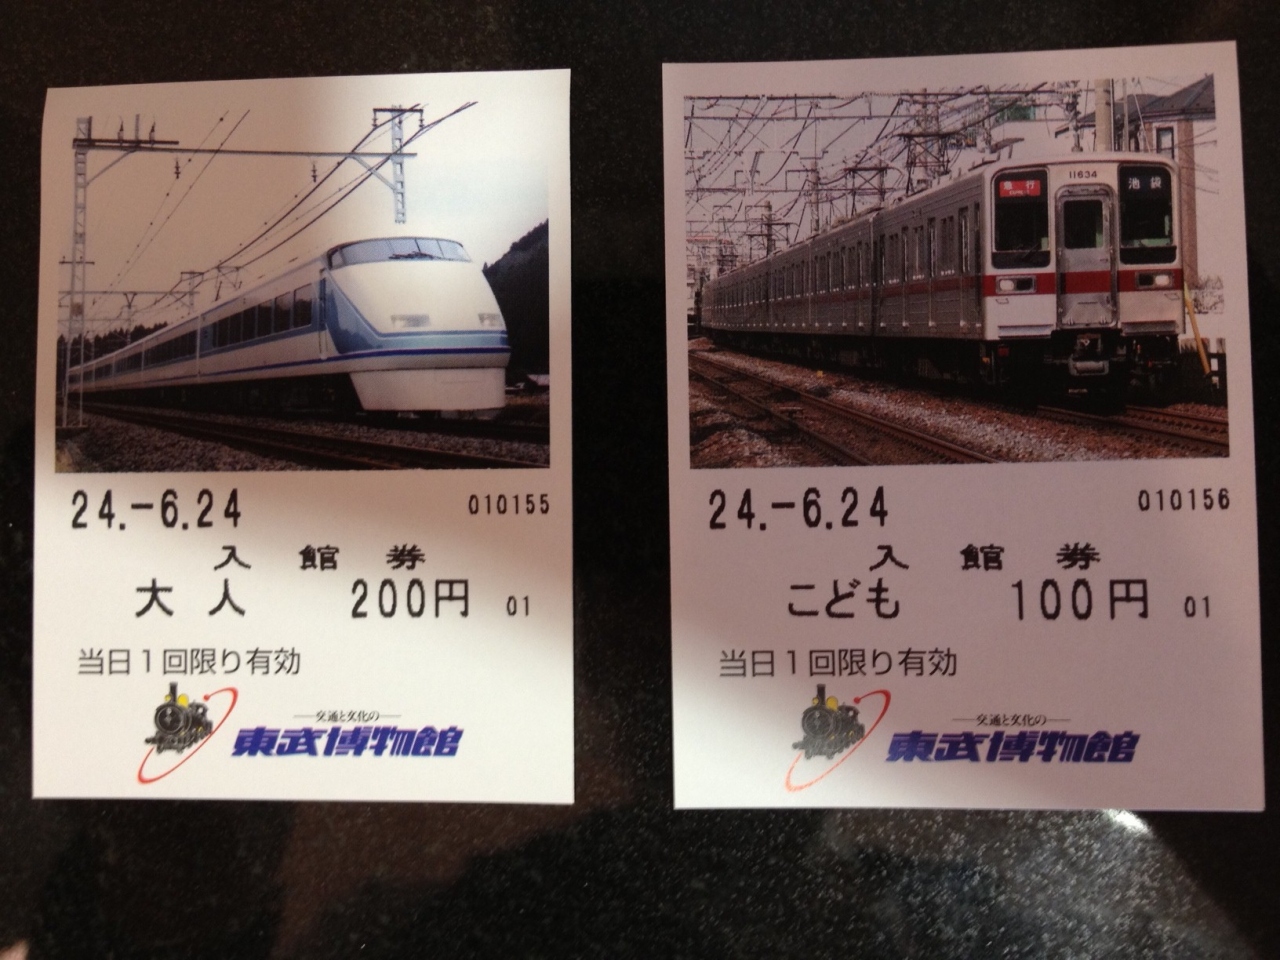 24.-6.24 010155
入館券
大人 200円 01
当日1回限り有効
交通と文化の
東武博物館
急行 11634 池袋
24.-6.24 010156
入館券
こども 100円 01
当日1回限り有効
交通と文化の
東武博物館